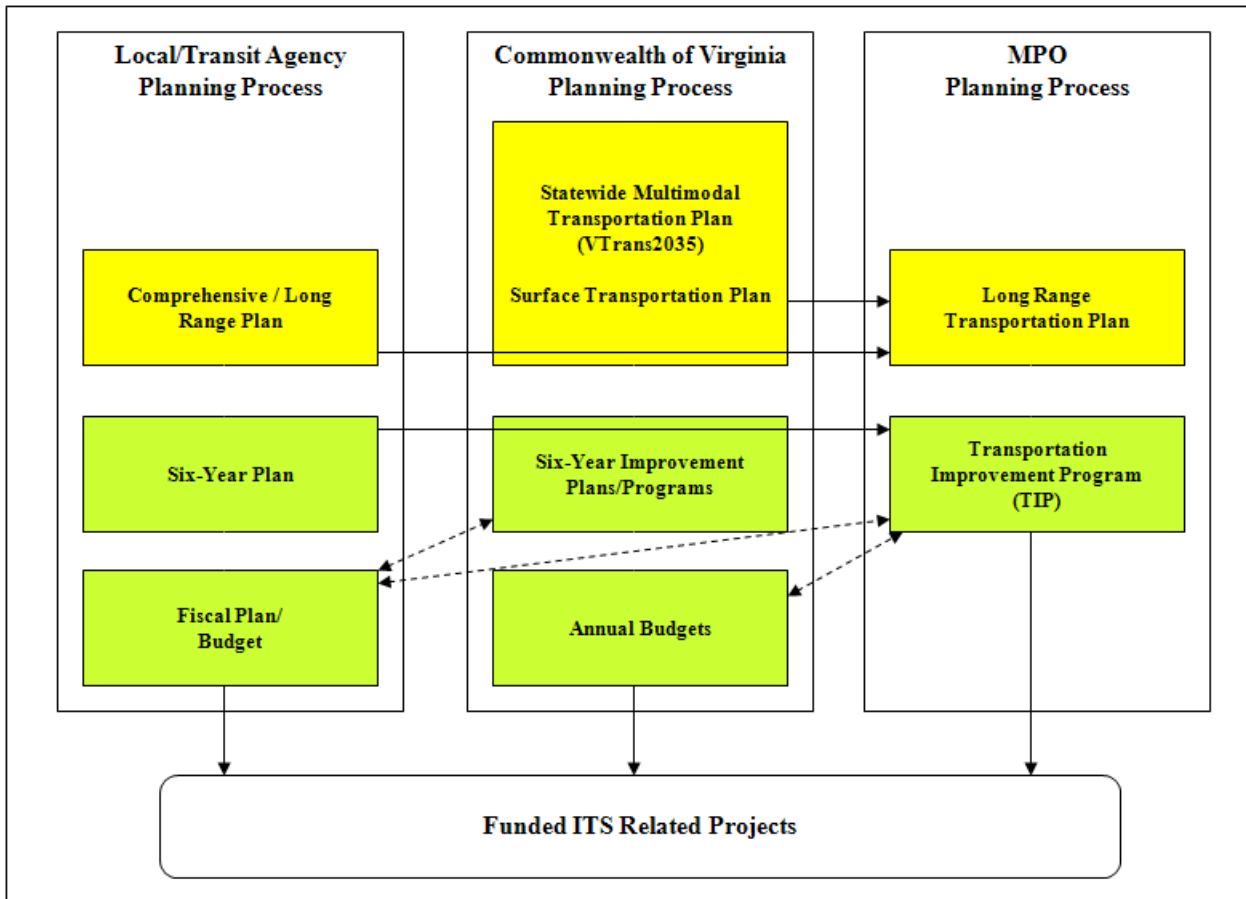 Local/Transit Agency
Planning Process
Commonwealth of Virginia
Planning Process
MPO
Planning Process
Statewide Multimodal
Transportation Plan
(VTrans2035)
Surface Transportation Plan
Comprehensive / Long
Range Plan
Long Range
Transportation Plan
Six-Year Plan
Six-Year Improvement
Plans/Programs
Transportation
Improvement Program
(TIP)
Fiscal Plan/
Budget
Annual Budgets
Funded ITS Related Projects